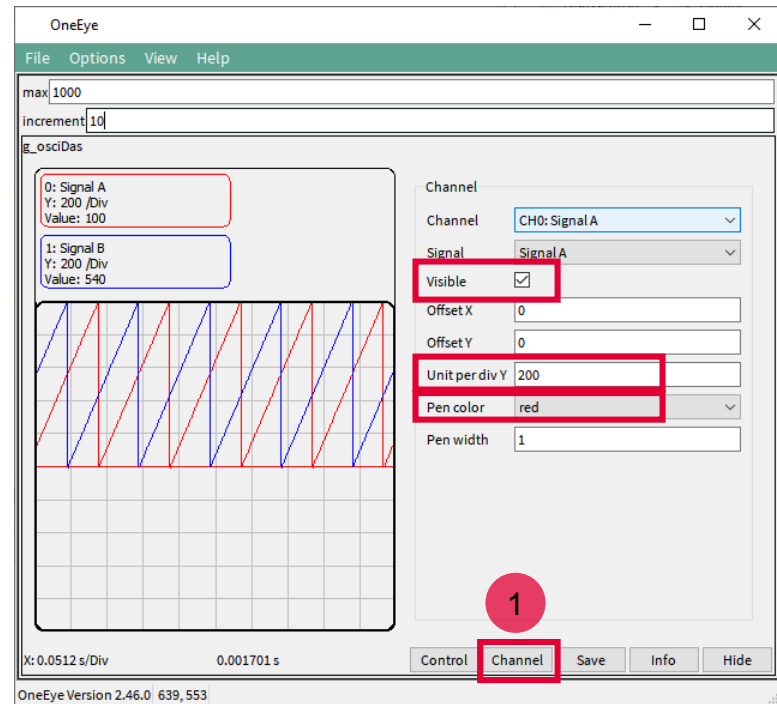 OneEye
File Options View Help
max 1000
increment 10
g_osciDas
0: Signal A
Y: 200 /Div
Value: 100
1: Signal B
Y: 200 /Div
Value: 540
Channel
Channel CH0: Signal A
Signal Signal A
Visible
Offset X 0
Offset Y 0
Unit per div Y 200
Pen color red
Pen width 1
1
X: 0.0512 s/Div 0.001701 s
Control Channel Save Info Hide
OneEye Version 2.46.0 639, 553